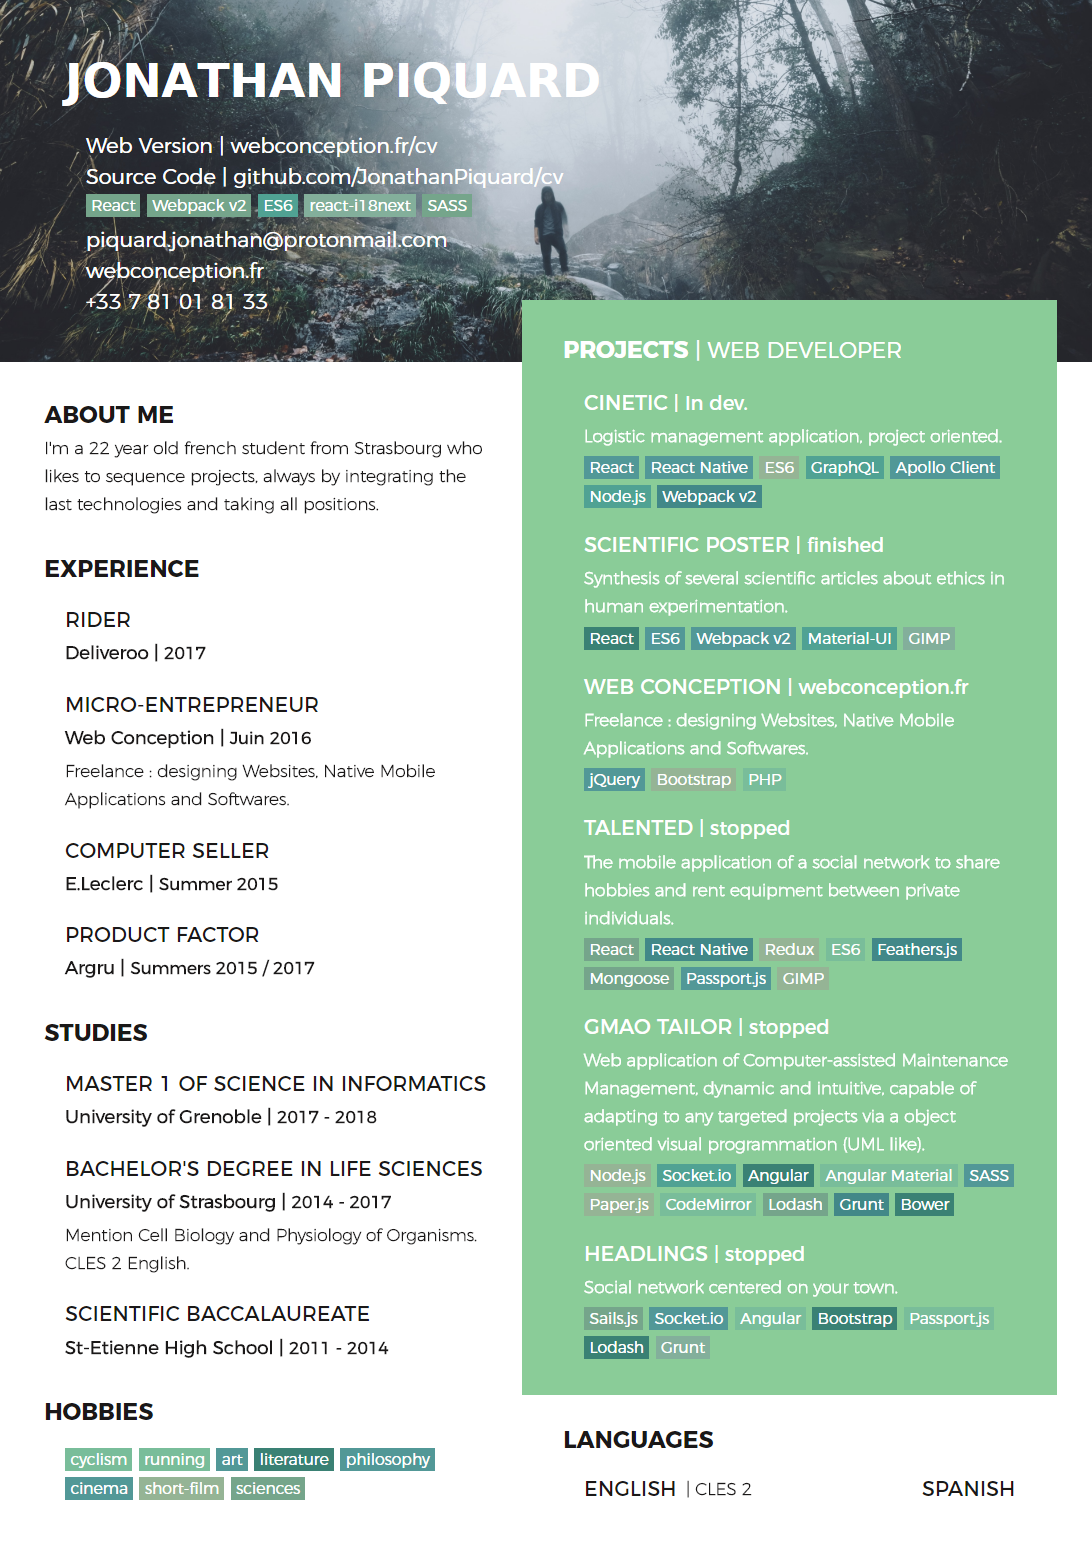 JONATHAN PIQUARD
Web Version | webconception.fr/cv
Source Code | github.com/JonathanPiquard/cv
React Webpack v2 ES6 react-i18next SASS
piquard.jonathan@protonmail.com
webconception.fr
+33 7 81 01 81 33
ABOUT ME
I'm a 22 year old french student from Strasbourg who
likes to sequence projects, always by integrating the
last technologies and taking all positions.
EXPERIENCE
RIDER
Deliveroo | 2017
MICRO-ENTREPRENEUR
Web Conception | Juin 2016
Freelance : designing Websites, Native Mobile
Applications and Softwares.
COMPUTER SELLER
E.Leclerc | Summer 2015
PRODUCT FACTOR
Argru | Summers 2015 / 2017
STUDIES
MASTER 1 OF SCIENCE IN INFORMATICS
University of Grenoble | 2017 - 2018
BACHELOR'S DEGREE IN LIFE SCIENCES
University of Strasbourg | 2014 - 2017
Mention Cell Biology and Physiology of Organisms.
CLES 2 English.
SCIENTIFIC BACCALAUREATE
St-Etienne High School | 2011 - 2014
HOBBIES
cyclism running art literature philosophy
cinema short-film sciences
PROJECTS | WEB DEVELOPER
CINETIC | In dev.
Logistic management application, project oriented.
React React Native ES6 GraphQL Apollo Client
Node.js Webpack v2
SCIENTIFIC POSTER | finished
Synthesis of several scientific articles about ethics in
human experimentation.
React ES6 Webpack v2 Material-UI GIMP
WEB CONCEPTION | webconception.fr
Freelance : designing Websites, Native Mobile
Applications and Softwares.
jQuery Bootstrap PHP
TALENTED | stopped
The mobile application of a social network to share
hobbies and rent equipment between private
individuals.
React React Native Redux ES6 Feathers.js
Mongoose Passport.js GIMP
GMAO TAILOR | stopped
Web application of Computer-assisted Maintenance
Management, dynamic and intuitive, capable of
adapting to any targeted projects via a object
oriented visual programmation (UML like).
Node.js Socket.io Angular Angular Material SASS
Paper.js CodeMirror Lodash Grunt Bower
HEADLINGS | stopped
Social network centered on your town.
Sails.js Socket.io Angular Bootstrap Passport.js
Lodash Grunt
LANGUAGES
ENGLISH | CLES 2 SPANISH